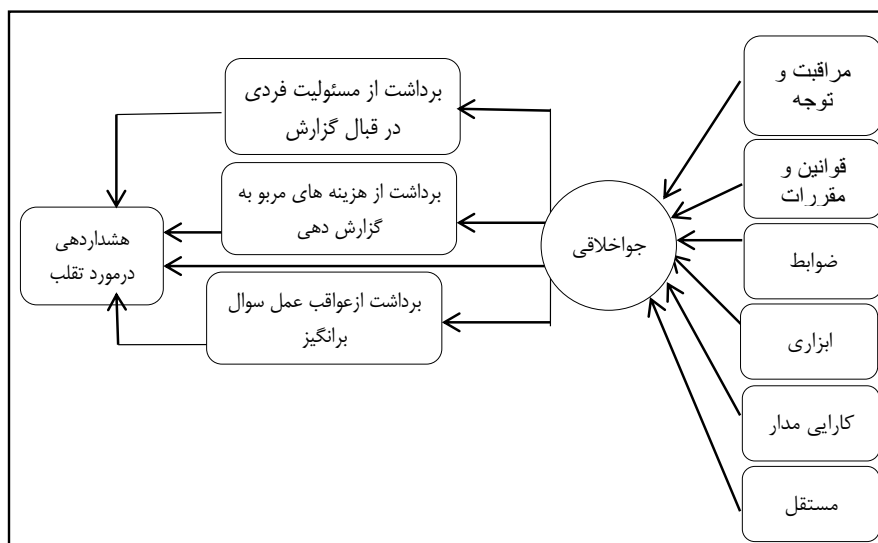 مراقبت و
توجه
قوانین و
مقررات
ضوابط
ابزاری
کارایی مدار
مستقل
جواخلاقی
برداشت از مسئولیت فردی
در قبال گزارش
برداشت از هزینه های مربو به
گزارش دهی
برداشت ازعواقب عمل سوال
برانگیز
هشداردهی
درمورد تقلب